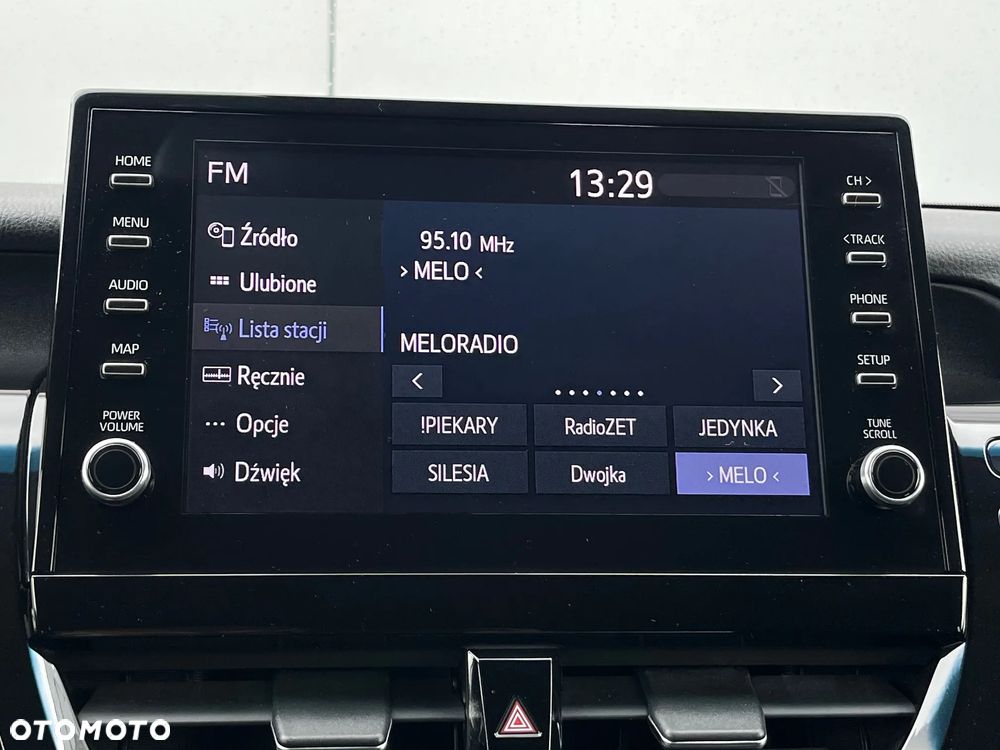 HOME
MENU
AUDIO
MAP
POWER
VOLUME
FM
13:29
Źródło
Ulubione
Lista stacji
Ręcznie
Opcje
Dźwięk
95.10 MHz
> MELO <
MELORADIO
!PIEKARY
RadioZET
JEDYNKA
SILESIA
Dwojka
> MELO <
CH >
< TRACK
PHONE
SETUP
TUNE
SCROLL
OTOMOTO